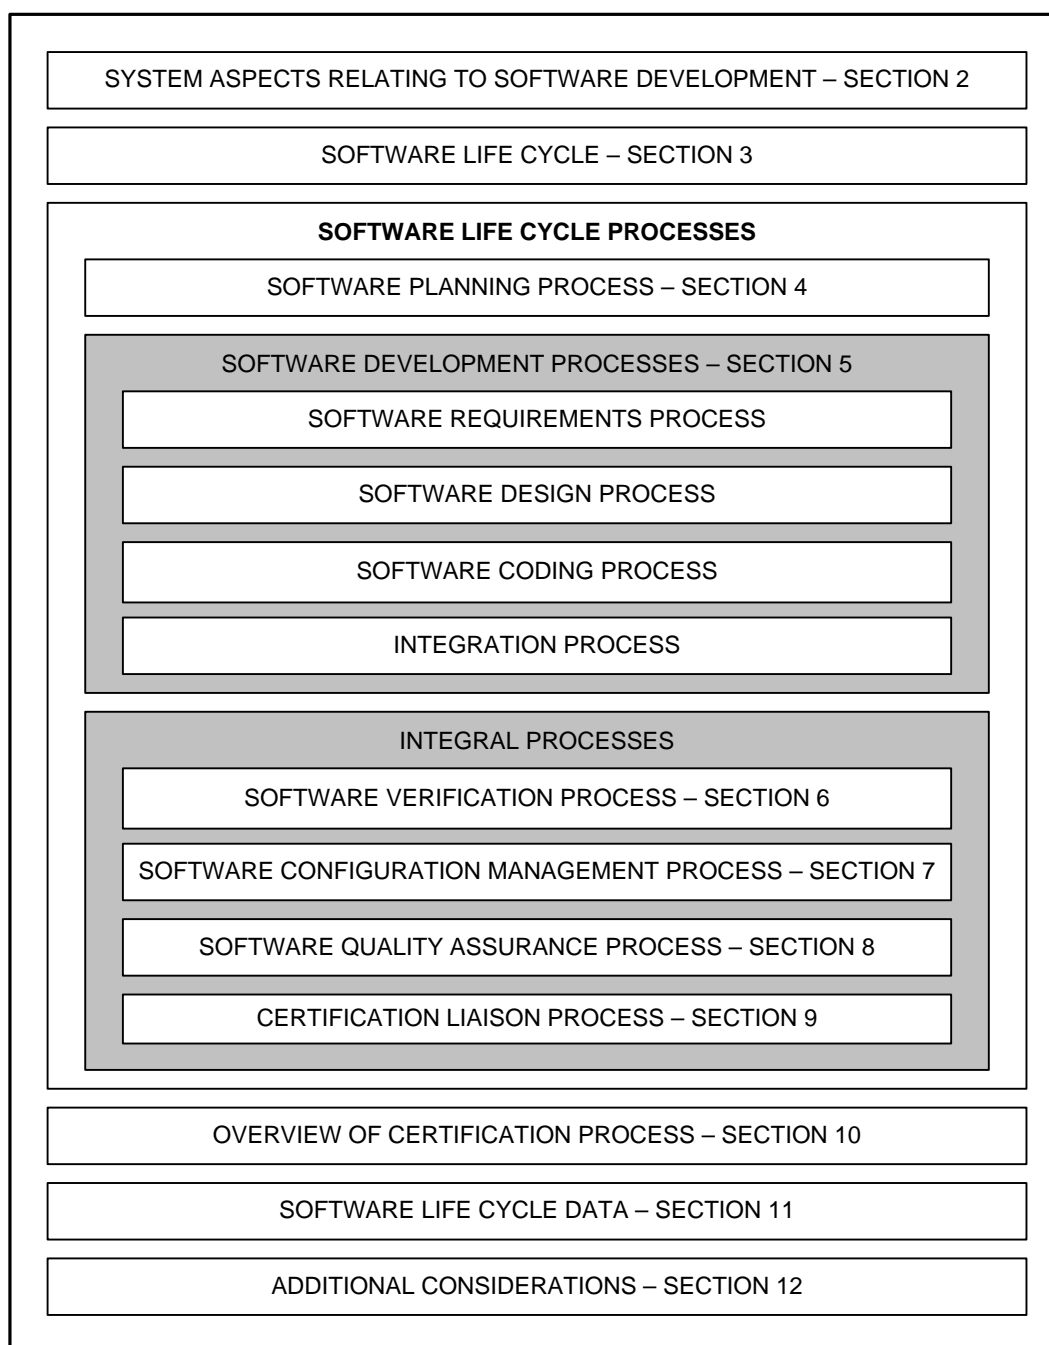 SYSTEM ASPECTS RELATING TO SOFTWARE DEVELOPMENT – SECTION 2
SOFTWARE LIFE CYCLE – SECTION 3
SOFTWARE LIFE CYCLE PROCESSES
SOFTWARE PLANNING PROCESS – SECTION 4
SOFTWARE DEVELOPMENT PROCESSES – SECTION 5
SOFTWARE REQUIREMENTS PROCESS
SOFTWARE DESIGN PROCESS
SOFTWARE CODING PROCESS
INTEGRATION PROCESS
INTEGRAL PROCESSES
SOFTWARE VERIFICATION PROCESS – SECTION 6
SOFTWARE CONFIGURATION MANAGEMENT PROCESS – SECTION 7
SOFTWARE QUALITY ASSURANCE PROCESS – SECTION 8
CERTIFICATION LIAISON PROCESS – SECTION 9
OVERVIEW OF CERTIFICATION PROCESS – SECTION 10
SOFTWARE LIFE CYCLE DATA – SECTION 11
ADDITIONAL CONSIDERATIONS – SECTION 12